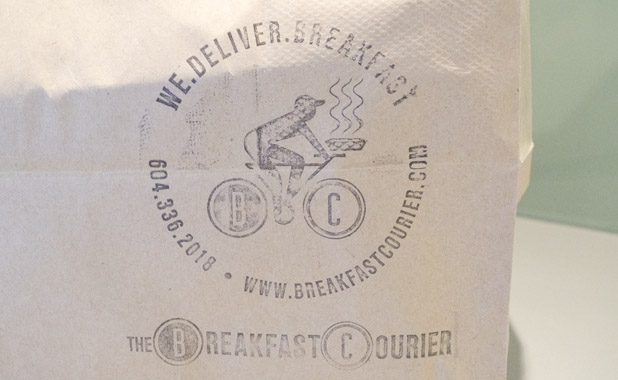 WE.DELIVER.BREAKFAST
B C
604.336.2018 • WWW.BREAKFASTCOURIER.COM
THE BREAKFAST COURIER